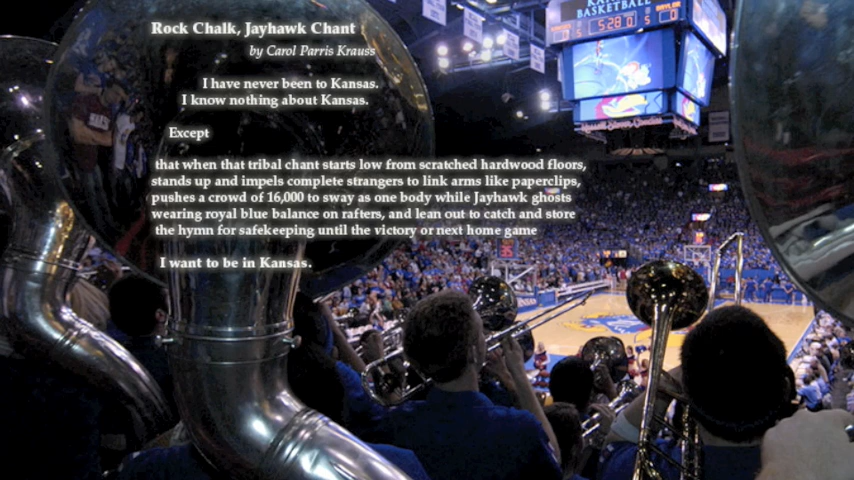 Rock Chalk, Jayhawk Chant
by Carol Parris Krauss
I have never been to Kansas.
I know nothing about Kansas.
Except
that when that tribal chant starts low from scratched hardwood floors,
stands up and impels complete strangers to link arms like paperclips,
pushes a crowd of 16,000 to sway as one body while Jayhawk ghosts
wearing royal blue balance on rafters, and lean out to catch and store
the hymn for safekeeping until the victory or next home game
I want to be in Kansas.
BASKETBALL
5280